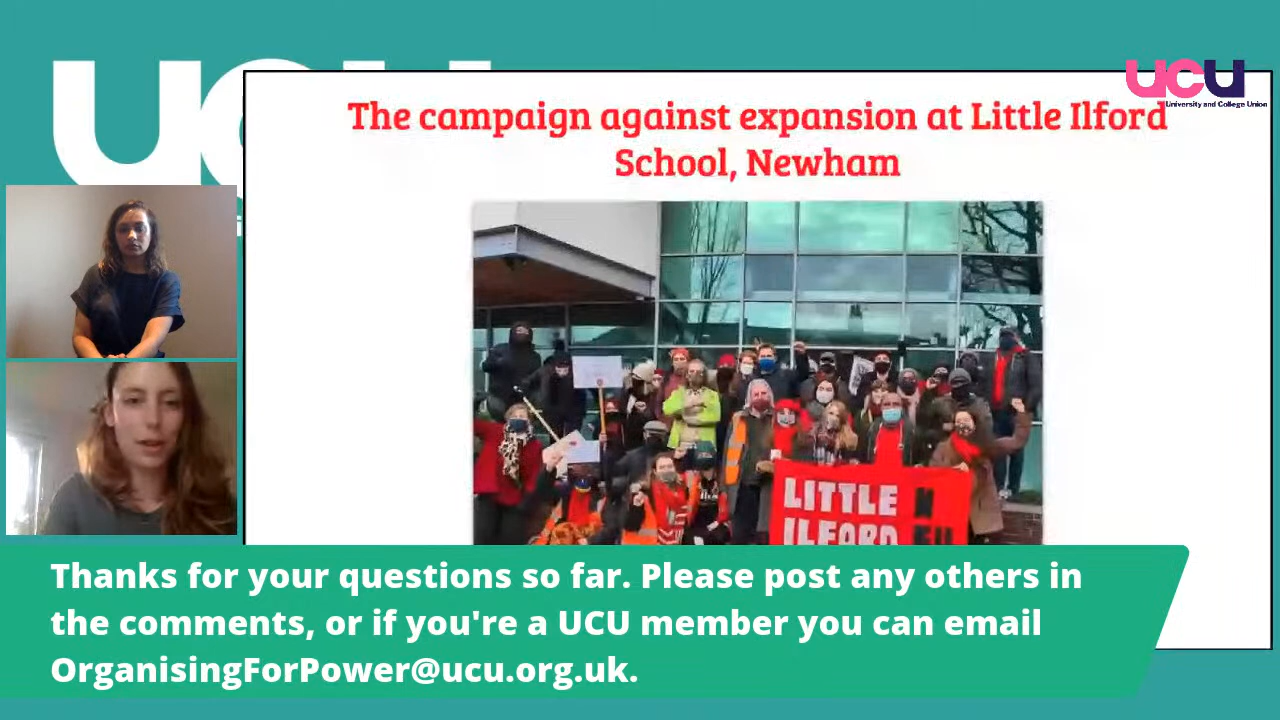 ucu
University and College Union
The campaign against expansion at Little Ilford
School, Newham
LITTLE
ILFORD
Thanks for your questions so far. Please post any others in
the comments, or if you're a UCU member you can email
OrganisingForPower@ucu.org.uk.